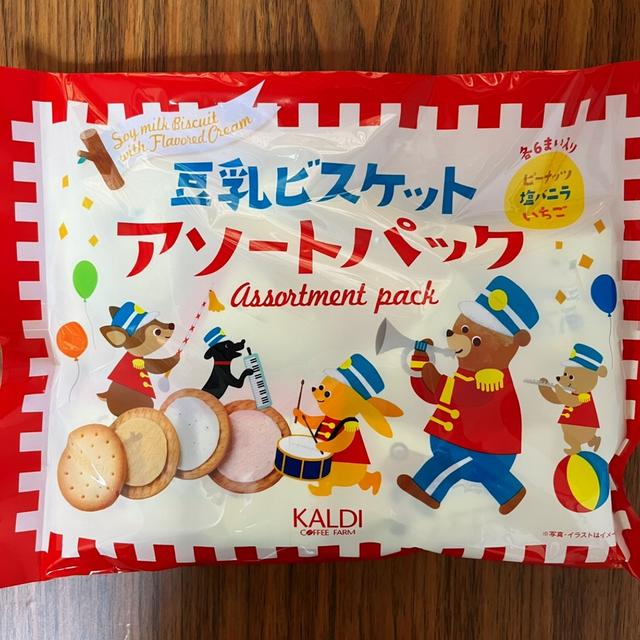 Soy milk Biscuit
with Flavored Cream
各6まい入り
ピーナッツ
塩バニラ
いちご
豆乳ビスケット
アソートパック
Assortment pack
KALDI
COFFEE FARM
※写真・イラストはイメー